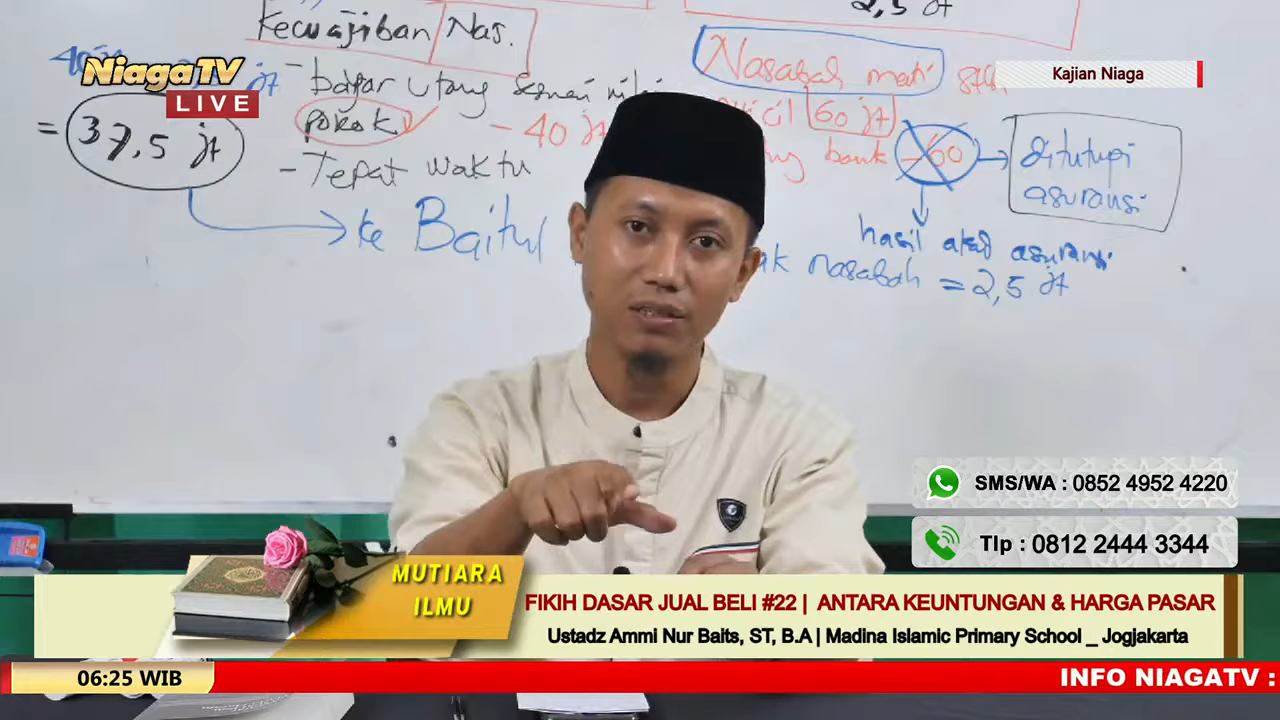 2,5 jt
Kewajiban Nas.
NiagaTV
LIVE
jt
- bayar utang sesuai nilai
pokok
- 40 jt
= 37,5 jt
- Tepat waktu
ke Baitul
Nasabah mati
Kajian Niaga
60 jt
bank
-60
ditutupi
asuransi
hasil akad asuransi
nasabah = 2,5 jt
SMS/WA : 0852 4952 4220
Tlp : 0812 2444 3344
MUTIARA
ILMU
FIKIH DASAR JUAL BELI #22 | ANTARA KEUNTUNGAN & HARGA PASAR
Ustadz Ammi Nur Baits, ST, B.A | Madina Islamic Primary School _ Jogjakarta
06:25 WIB
INFO NIAGATV :